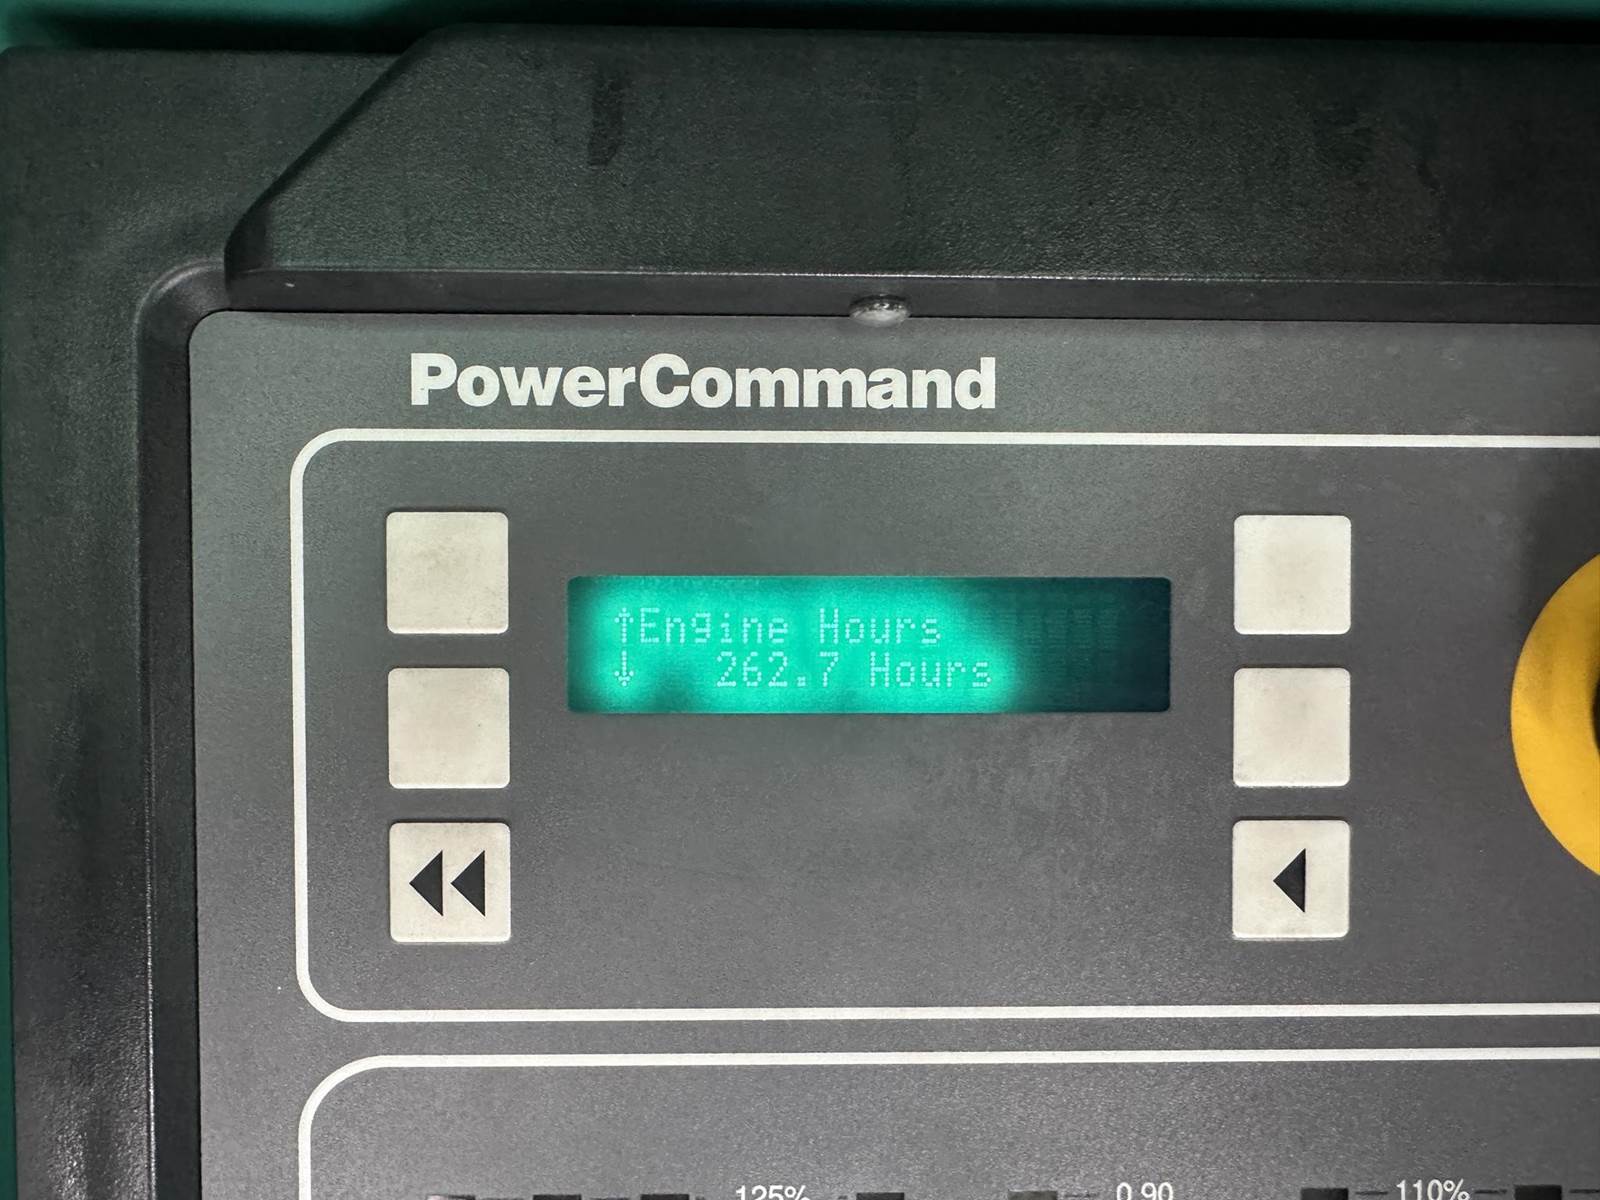 PowerCommand
↑Engine Hours
↓ 262.7 Hours
125% 0.90 110%